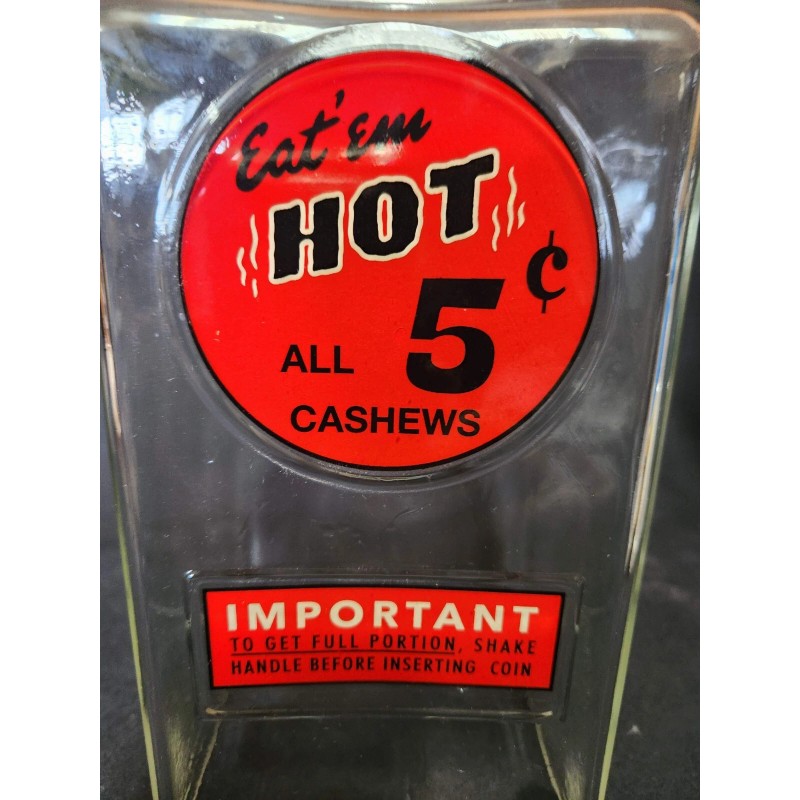 Eat'em
HOT
ALL 5¢
CASHEWS
IMPORTANT
TO GET FULL PORTION, SHAKE
HANDLE BEFORE INSERTING COIN